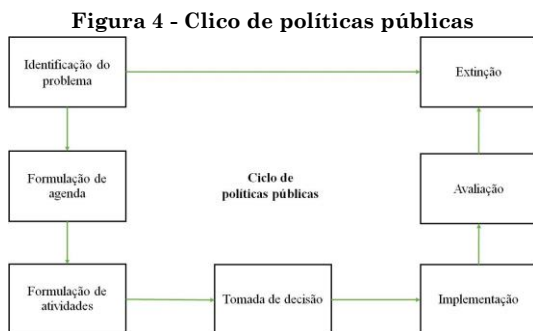 Figura 4 - Clico de políticas públicas
Identificação do
problema
Extinção
Formulação de
agenda
Ciclo de
políticas públicas
Avaliação
Formulação de
atividades
Tomada de decisão
Implementação